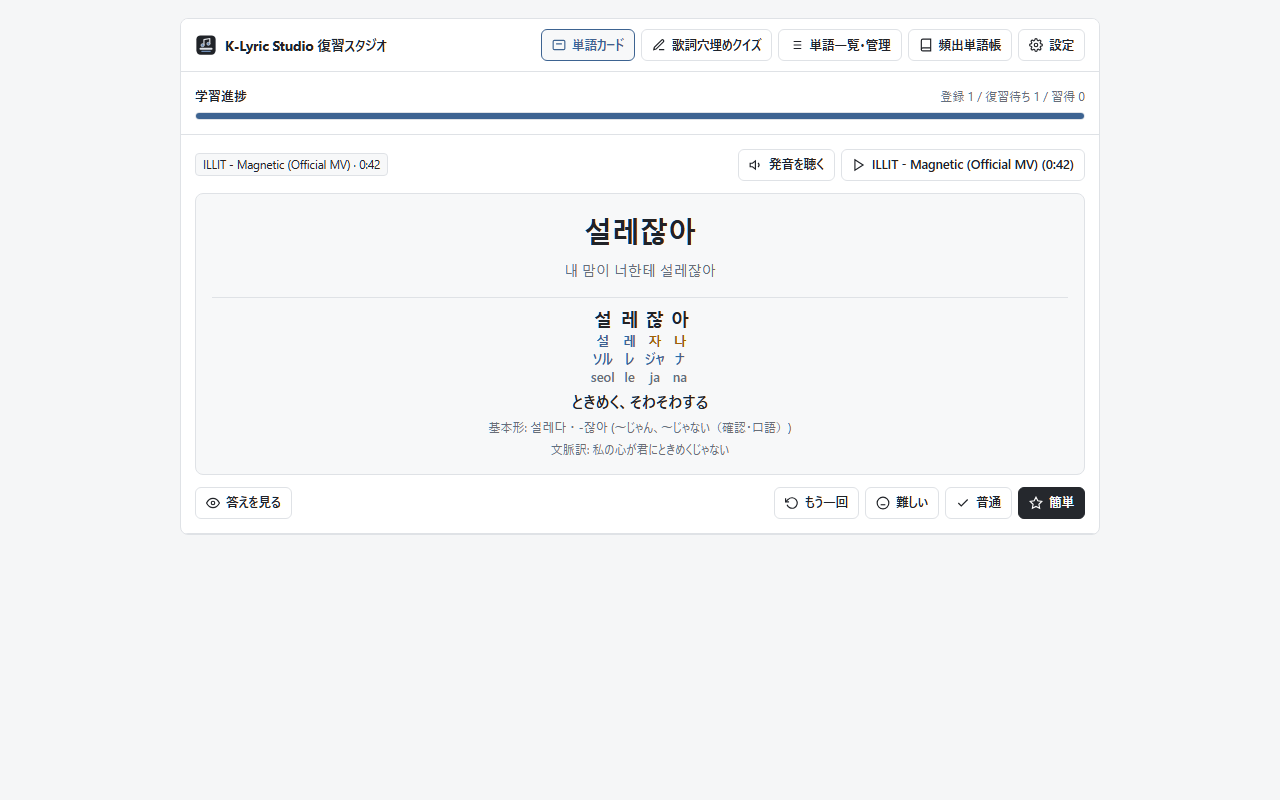 K-Lyric Studio 復習スタジオ
単語カード
歌詞穴埋めクイズ
単語一覧・管理
頻出単語帳
設定
学習進捗
登録 1 / 復習待ち 1 / 習得 0
ILLIT - Magnetic (Official MV) · 0:42
発音を聴く
ILLIT - Magnetic (Official MV) (0:42)
설레잖아
내 맘이 너한테 설레잖아
설 레 잖 아
설 레 자 나
ソル レ ジャ ナ
seol le ja na
ときめく、そわそわする
基本形: 설레다 · -잖아 (〜じゃん、〜じゃない（確認・口語）)
文脈訳: 私の心が君にときめくじゃない
答えを見る
もう一回
難しい
普通
簡単